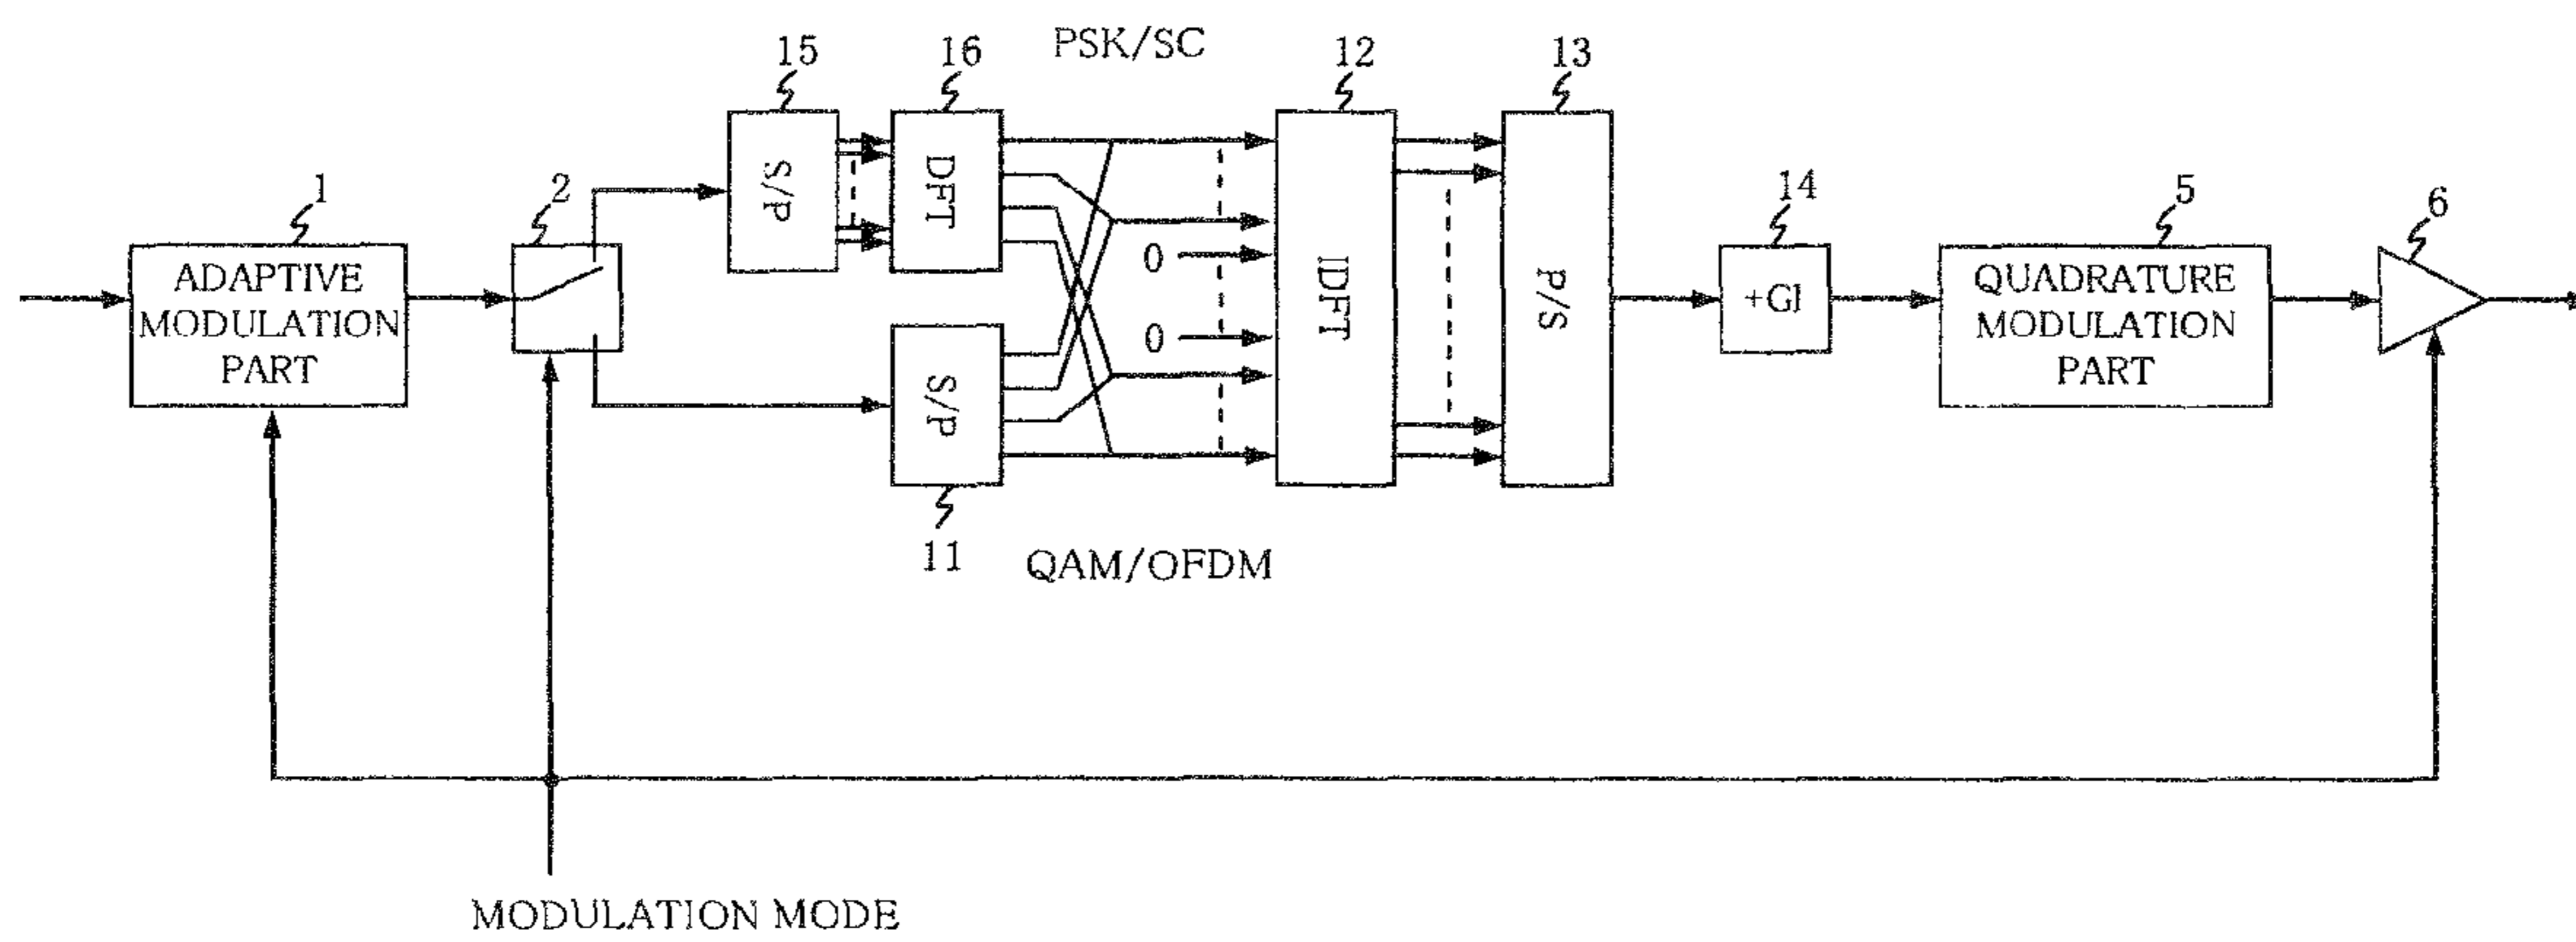 PSK/SC
15
16
12
13
1
2
14
5
6
ADAPTIVE
MODULATION
PART
S/P
DFT
0
0
IDFT
P/S
+GI
QUADRATURE
MODULATION
PART
S/P
11
QAM/OFDM
MODULATION MODE